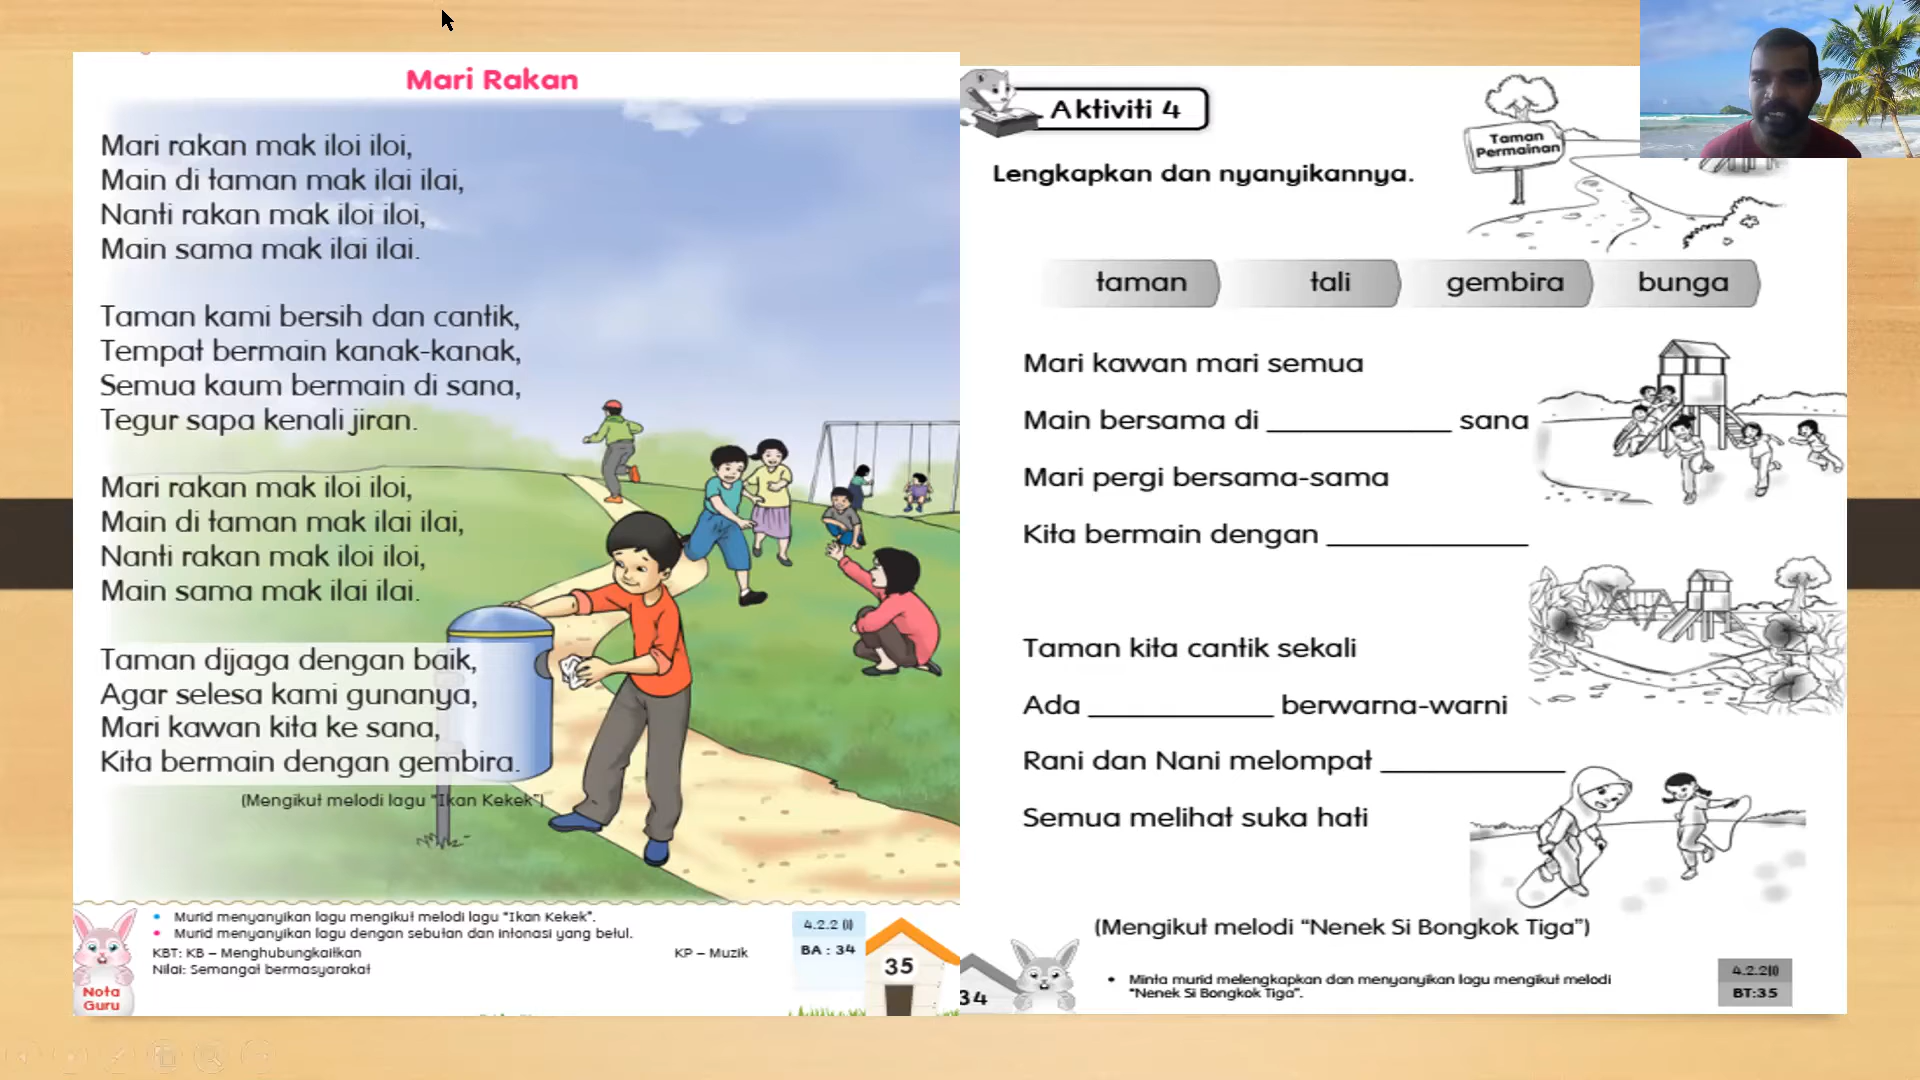 Mari Rakan
Mari rakan mak iloi iloi,
Main di taman mak ilai ilai,
Nanti rakan mak iloi iloi,
Main sama mak ilai ilai.
Taman kami bersih dan cantik,
Tempat bermain kanak-kanak,
Semua kaum bermain di sana,
Tegur sapa kenali jiran.
Mari rakan mak iloi iloi,
Main di taman mak ilai ilai,
Nanti rakan mak iloi iloi,
Main sama mak ilai ilai.
Taman dijaga dengan baik,
Agar selesa kami gunanya,
Mari kawan kita ke sana,
Kita bermain dengan gembira.
(Mengikut melodi lagu "Ikan Kekek")
• Murid menyanyikan lagu mengikut melodi lagu "Ikan Kekek".
• Murid menyanyikan lagu dengan sebutan dan intonasi yang betul.
KBT: KB – Menghubungkaitkan
KP – Muzik
Nilai: Semangat bermasyarakat
Nota
Guru
4.2.2 (i)
BA : 34
35
Aktiviti 4
Taman
Permainan
Lengkapkan dan nyanyikannya.
taman tali gembira bunga
Mari kawan mari semua
Main bersama di ____________ sana
Mari pergi bersama-sama
Kita bermain dengan _____________
Taman kita cantik sekali
Ada ____________ berwarna-warni
Rani dan Nani melompat ____________
Semua melihat suka hati
(Mengikut melodi "Nenek Si Bongkok Tiga")
• Minta murid melengkapkan dan menyanyikan lagu mengikut melodi
"Nenek Si Bongkok Tiga".
34
4.2.2(i)
BT:35